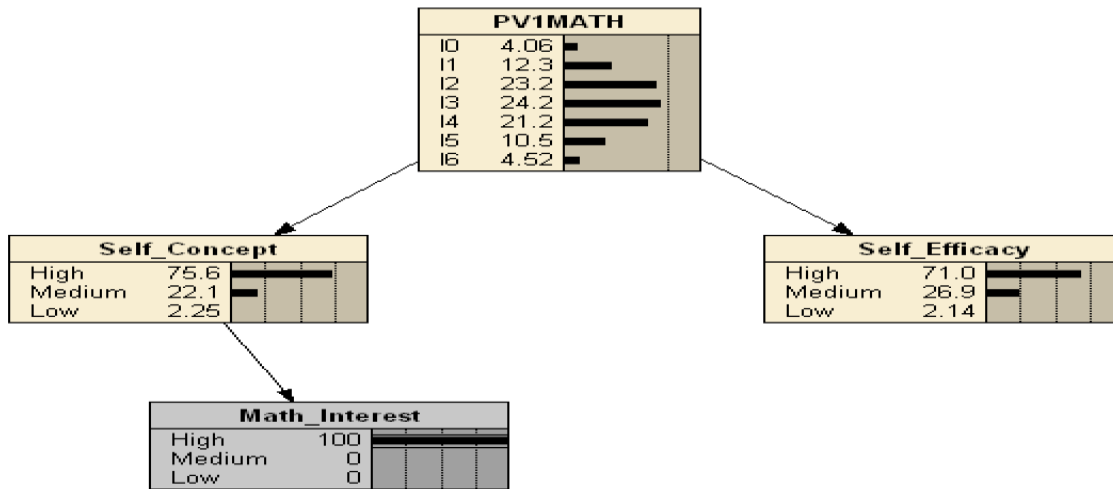 PV1MATH
I0 4.06
I1 12.3
I2 23.2
I3 24.2
I4 21.2
I5 10.5
I6 4.52
Self_Concept
High 75.6
Medium 22.1
Low 2.25
Self_Efficacy
High 71.0
Medium 26.9
Low 2.14
Math_Interest
High 100
Medium 0
Low 0